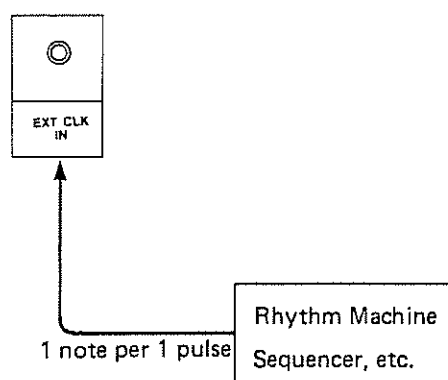 EXT CLK
IN
1 note per 1 pulse
Rhythm Machine
Sequencer, etc.